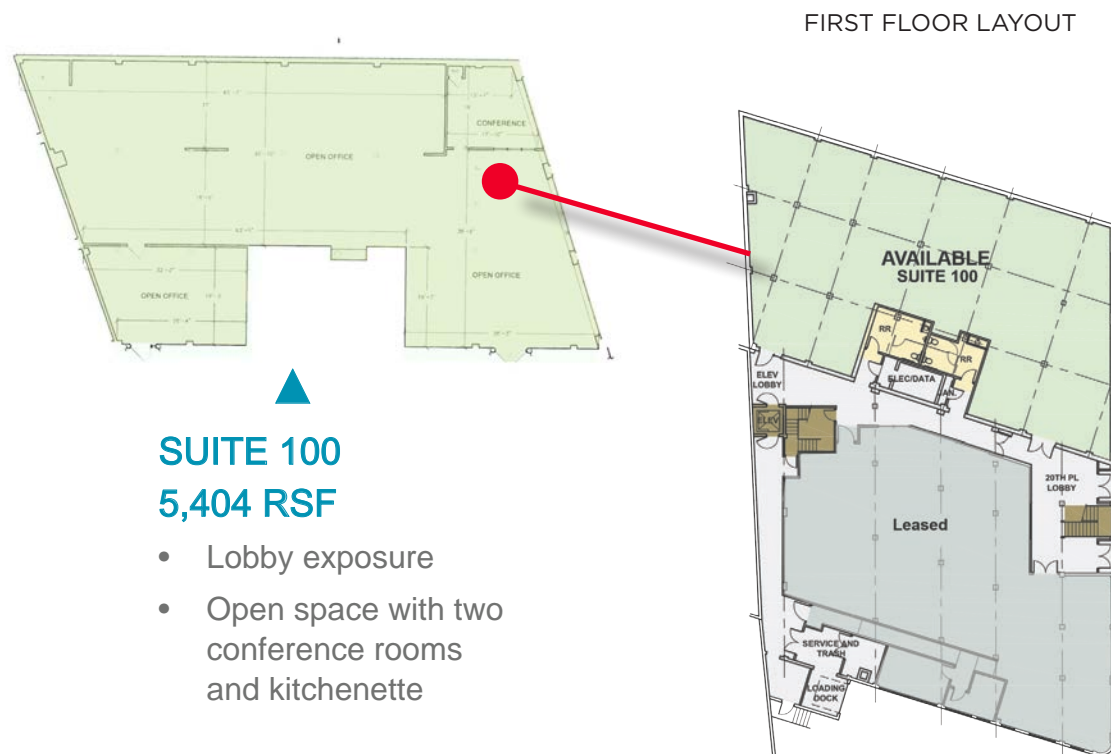 FIRST FLOOR LAYOUT
CONFERENCE
OPEN OFFICE
OPEN OFFICE
OPEN OFFICE
SUITE 100
5,404 RSF
• Lobby exposure
• Open space with two
conference rooms
and kitchenette
AVAILABLE
SUITE 100
RR
RR
ELEC/DATA
JAN.
ELEV
LOBBY
ELEV
20TH PL
LOBBY
Leased
SERVICE AND
TRASH
LOADING
DOCK